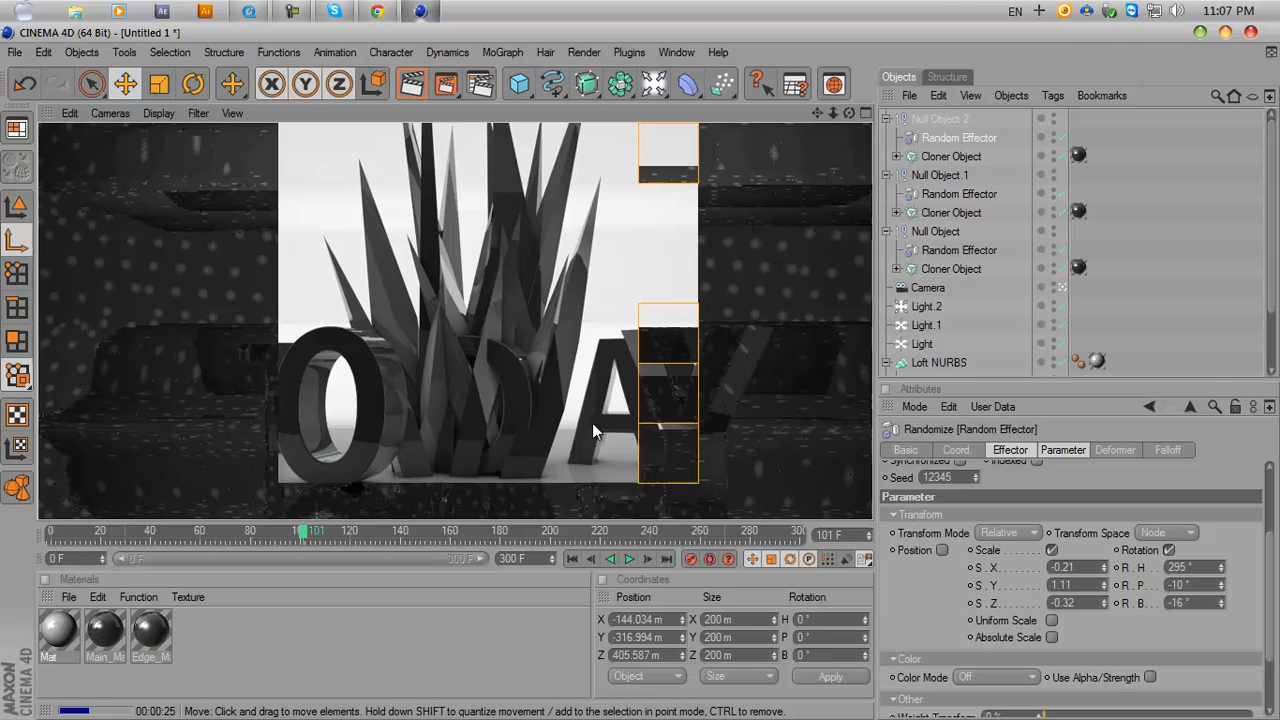 Ps Ae Ai
EN 11:07 PM
CINEMA 4D (64 Bit) - [Untitled 1 *]
File Edit Objects Tools Selection Structure Functions Animation Character Dynamics MoGraph Hair Render Plugins Window Help
X Y Z
Objects Structure
File Edit View Objects Tags Bookmarks
Edit Cameras Display Filter View
Null Object.2
Random Effector
Cloner Object
Null Object.1
Random Effector
Cloner Object
Null Object
Random Effector
Cloner Object
Camera
Light.2
Light.1
Light
Loft NURBS
Attributes
Mode Edit User Data
Randomize [Random Effector]
Basic Coord. Effector Parameter Deformer Falloff
Synchronized Indexed
Seed 12345
Parameter
Transform
Transform Mode Relative Transform Space Node
Position Scale Rotation
S . X -0.21 R . H 295 °
S . Y 1.11 R . P -10 °
S . Z -0.32 R . B -16 °
Uniform Scale
Absolute Scale
Color
Color Mode Off Use Alpha/Strength
Other
Weight Transform 0 %
0 20 40 60 80 101 120 140 160 180 200 220 240 260 280 300 101 F
0 F 0 F 300 F 300 F
Materials
File Edit Function Texture
Mat Main_Ma Edge_Ma
Coordinates
Position Size Rotation
X -144.034 m X 200 m H 0 °
Y -316.994 m Y 200 m P 0 °
Z 405.587 m Z 200 m B 0 °
Object Size Apply
MAXON CINEMA 4D
00:00:25 Move: Click and drag to move elements. Hold down SHIFT to quantize movement / add to the selection in point mode, CTRL to remove.